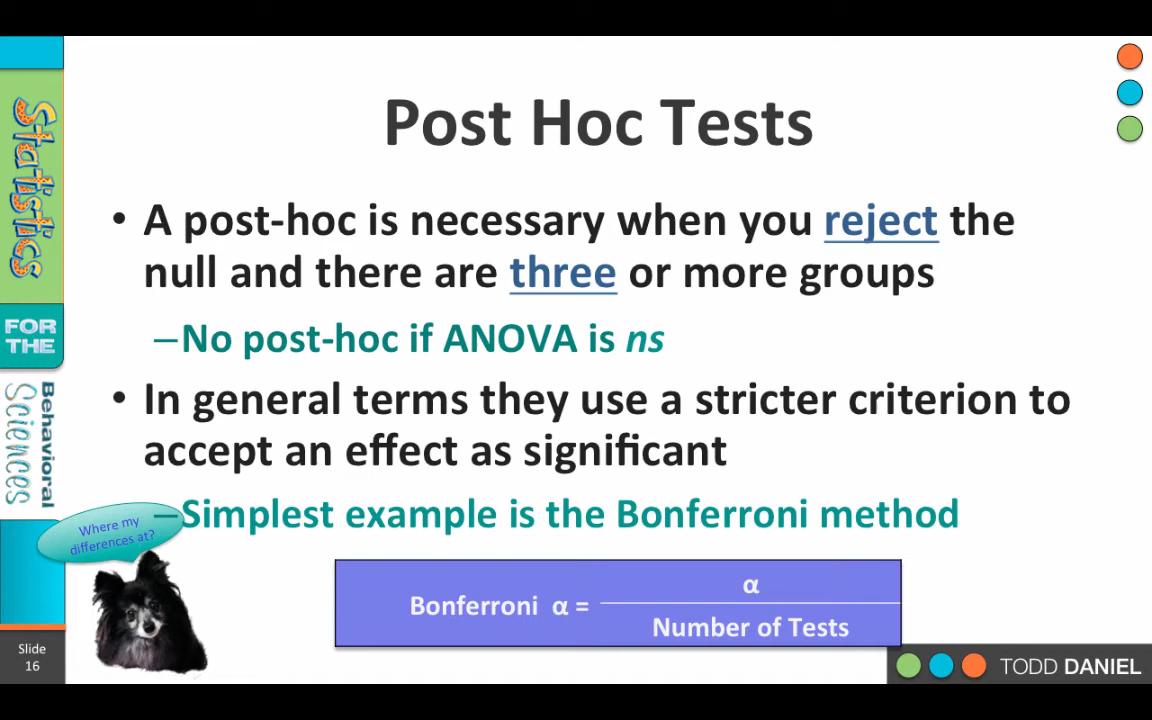 Statistics
FOR THE
Behavioral
Sciences
Post Hoc Tests
• A post-hoc is necessary when you reject the
null and there are three or more groups
–No post-hoc if ANOVA is ns
• In general terms they use a stricter criterion to
accept an effect as significant
–Simplest example is the Bonferroni method
Where my
differences at?
Bonferroni α =
α
Number of Tests
Slide
16
TODD DANIEL